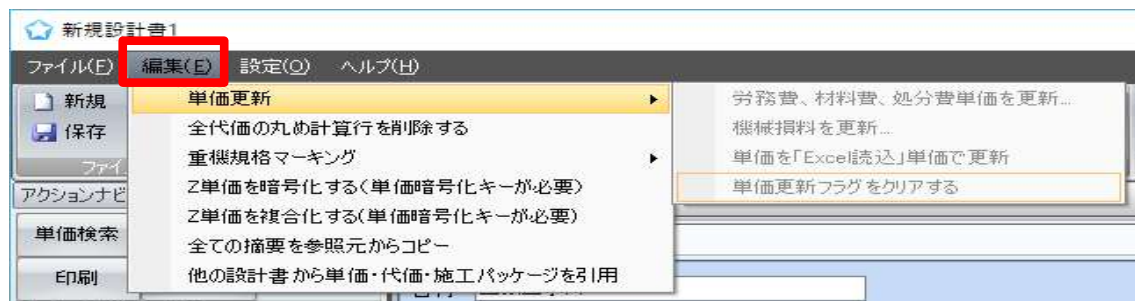 新規設計書1
ファイル(F) 編集(E) 設定(O) ヘルプ(H)
新規
保存
アクションナビ
単価検索
印刷
単価更新
全代価の丸め計算行を削除する
重機規格マーキング
Z単価を暗号化する(単価暗号化キーが必要)
Z単価を複合化する(単価暗号化キーが必要)
全ての摘要を参照元からコピー
他の設計書から単価・代価・施工パッケージを引用
労務費、材料費、処分費単価を更新...
機械損料を更新...
単価を「Excel読込」単価で更新
単価更新フラグをクリアする